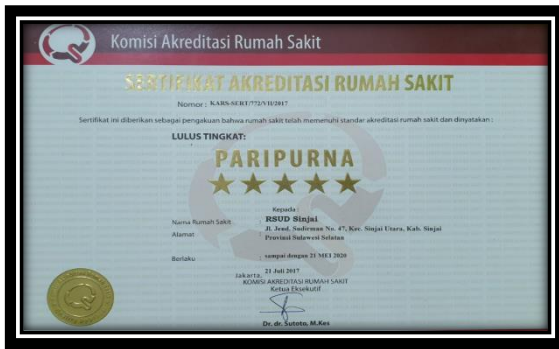 Komisi Akreditasi Rumah Sakit
SERTIFIKAT AKREDITASI RUMAH SAKIT
Nomor : KARS-SERT/772/VII/2017
Sertifikat ini diberikan sebagai pengakuan bahwa rumah sakit telah memenuhi standar akreditasi rumah sakit dan dinyatakan :
LULUS TINGKAT:
PARIPURNA
Kepada :
Nama Rumah Sakit : RSUD Sinjai
Alamat : Jl. Jend. Sudirman No. 47, Kec. Sinjai Utara, Kab. Sinjai
Provinsi Sulawesi Selatan
Berlaku : sampai dengan 21 MEI 2020
Jakarta, 21 Juli 2017
KOMISI AKREDITASI RUMAH SAKIT
Ketua Eksekutif
Dr. dr. Sutoto, M.Kes